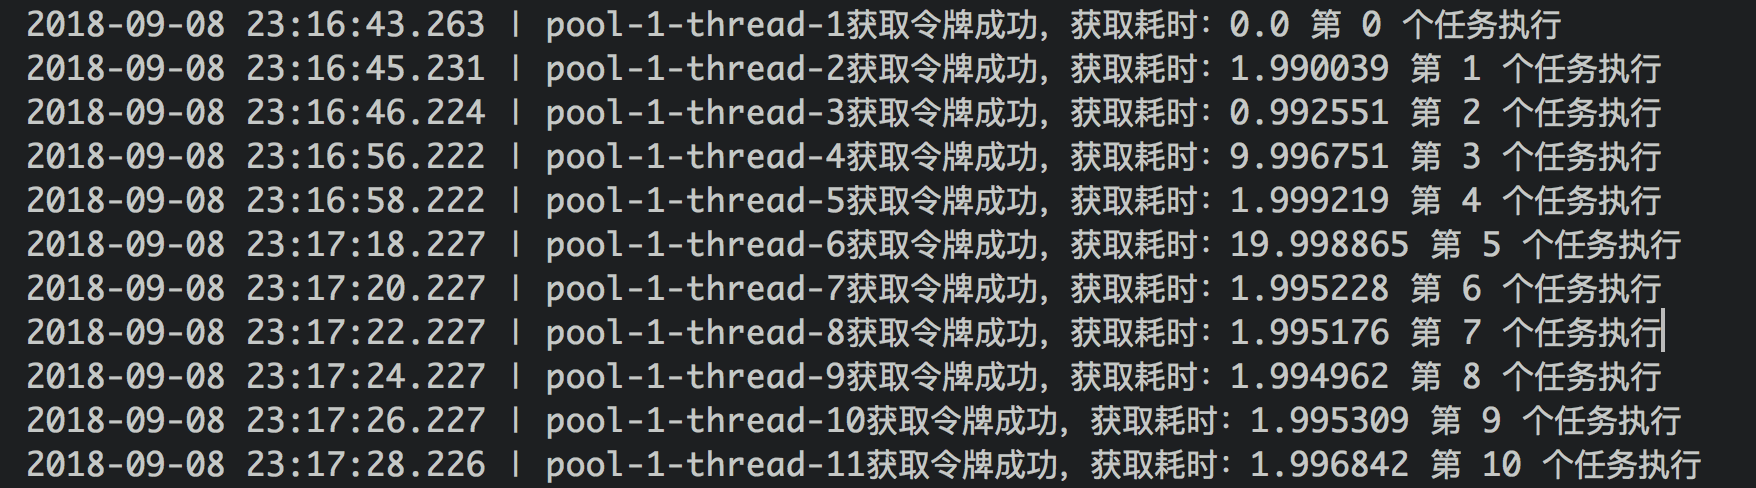 2018-09-08 23:16:43.263 | pool-1-thread-1获取令牌成功，获取耗时：0.0 第 0 个任务执行
2018-09-08 23:16:45.231 | pool-1-thread-2获取令牌成功，获取耗时：1.990039 第 1 个任务执行
2018-09-08 23:16:46.224 | pool-1-thread-3获取令牌成功，获取耗时：0.992551 第 2 个任务执行
2018-09-08 23:16:56.222 | pool-1-thread-4获取令牌成功，获取耗时：9.996751 第 3 个任务执行
2018-09-08 23:16:58.222 | pool-1-thread-5获取令牌成功，获取耗时：1.999219 第 4 个任务执行
2018-09-08 23:17:18.227 | pool-1-thread-6获取令牌成功，获取耗时：19.998865 第 5 个任务执行
2018-09-08 23:17:20.227 | pool-1-thread-7获取令牌成功，获取耗时：1.995228 第 6 个任务执行
2018-09-08 23:17:22.227 | pool-1-thread-8获取令牌成功，获取耗时：1.995176 第 7 个任务执行
2018-09-08 23:17:24.227 | pool-1-thread-9获取令牌成功，获取耗时：1.994962 第 8 个任务执行
2018-09-08 23:17:26.227 | pool-1-thread-10获取令牌成功，获取耗时：1.995309 第 9 个任务执行
2018-09-08 23:17:28.226 | pool-1-thread-11获取令牌成功，获取耗时：1.996842 第 10 个任务执行